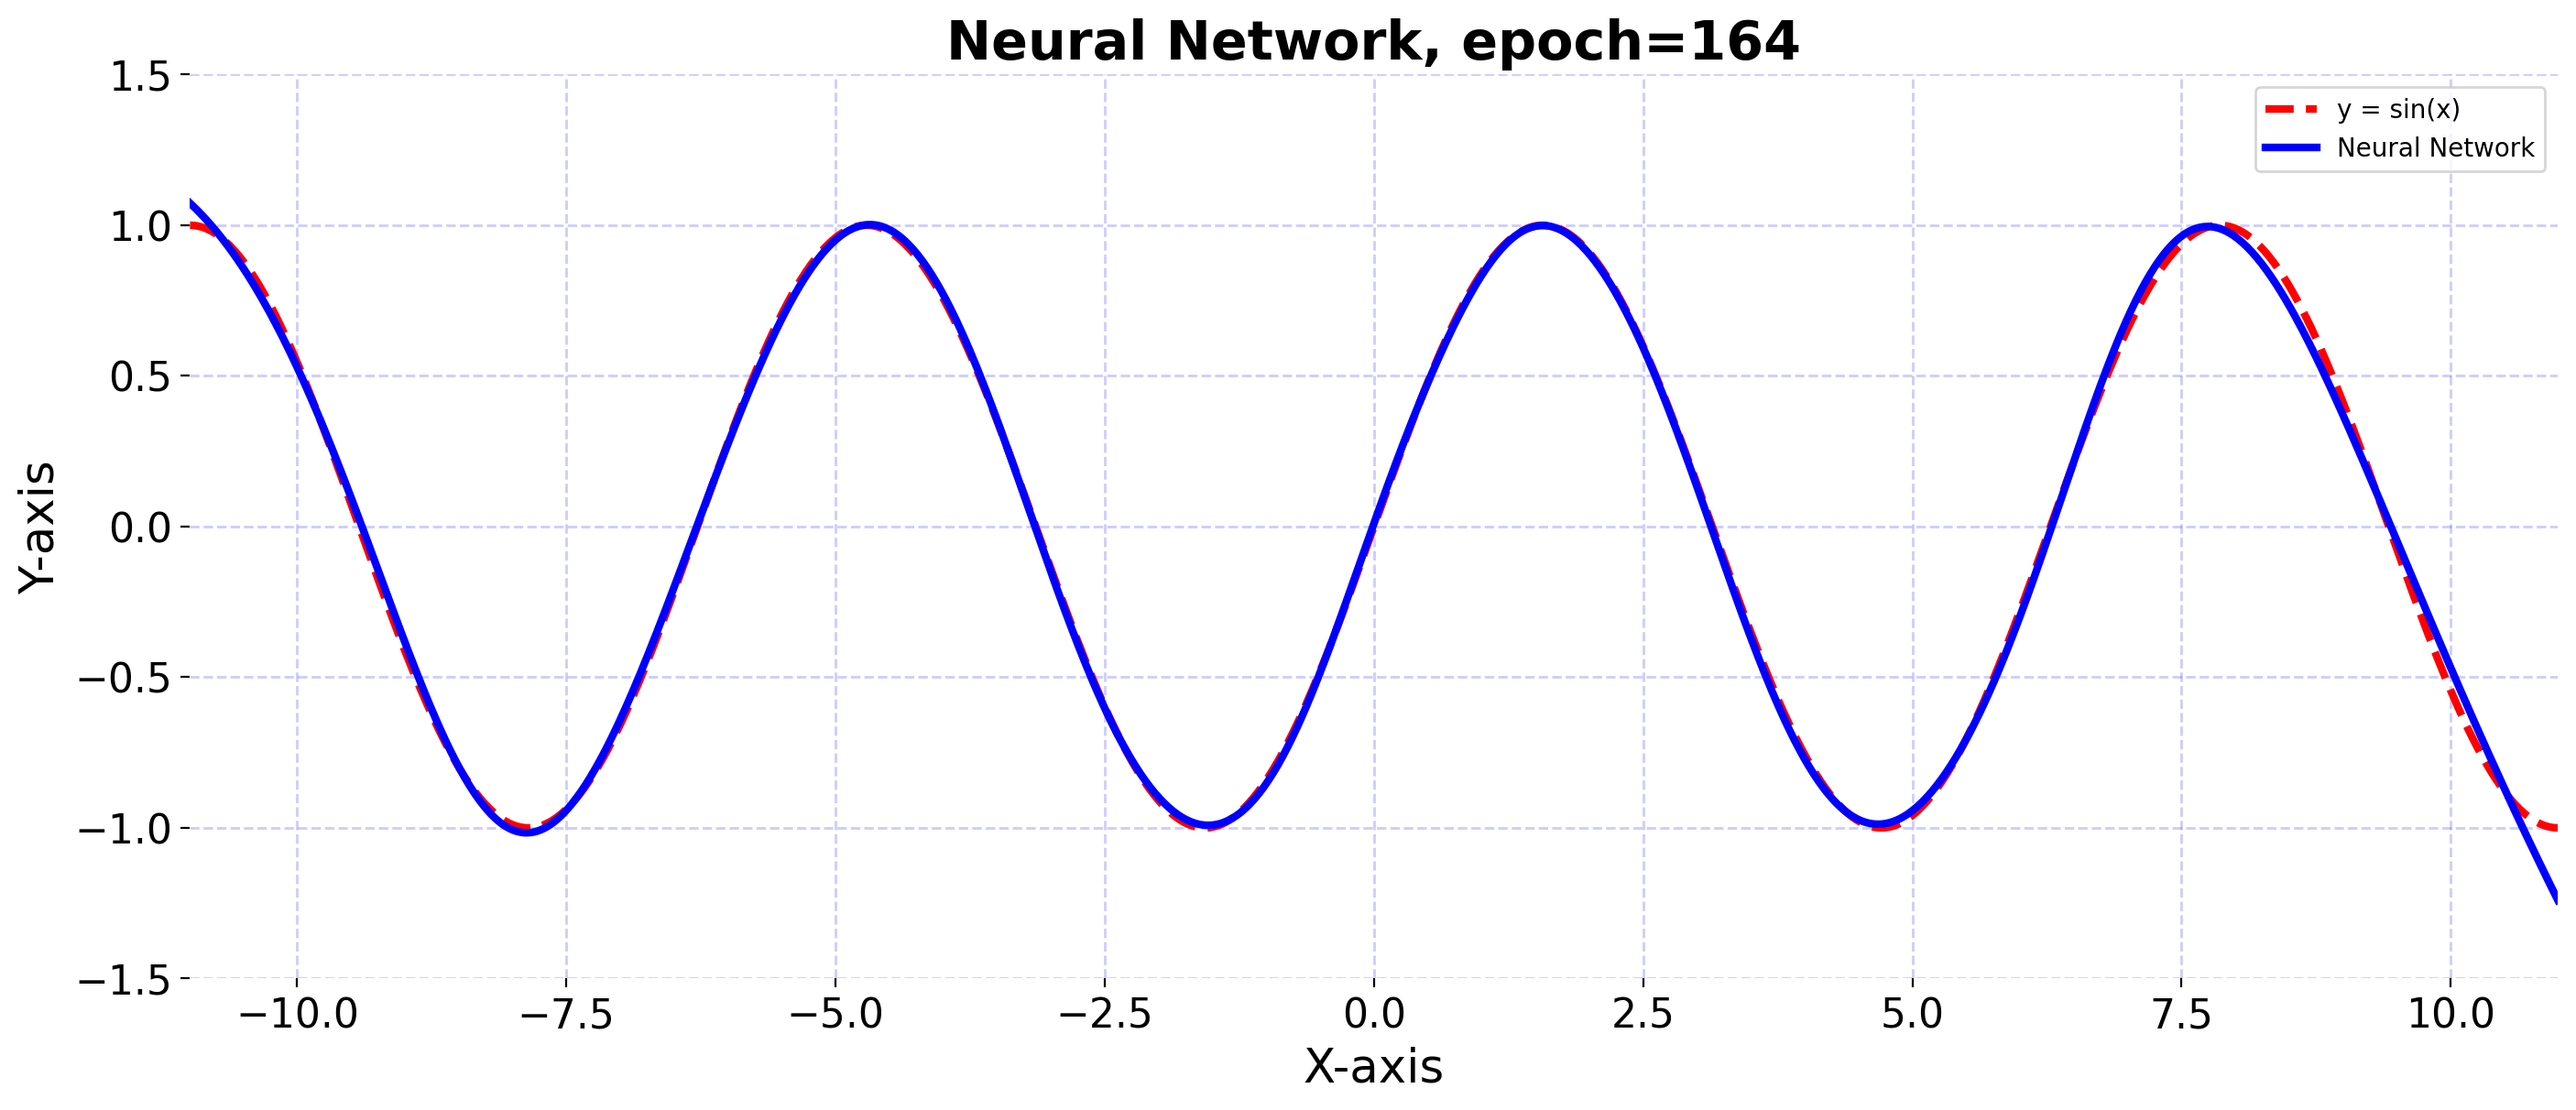 Neural Network, epoch=164
y = sin(x)
Neural Network
1.5
1.0
0.5
0.0
−0.5
−1.0
−1.5
Y-axis
−10.0 −7.5 −5.0 −2.5 0.0 2.5 5.0 7.5 10.0
X-axis